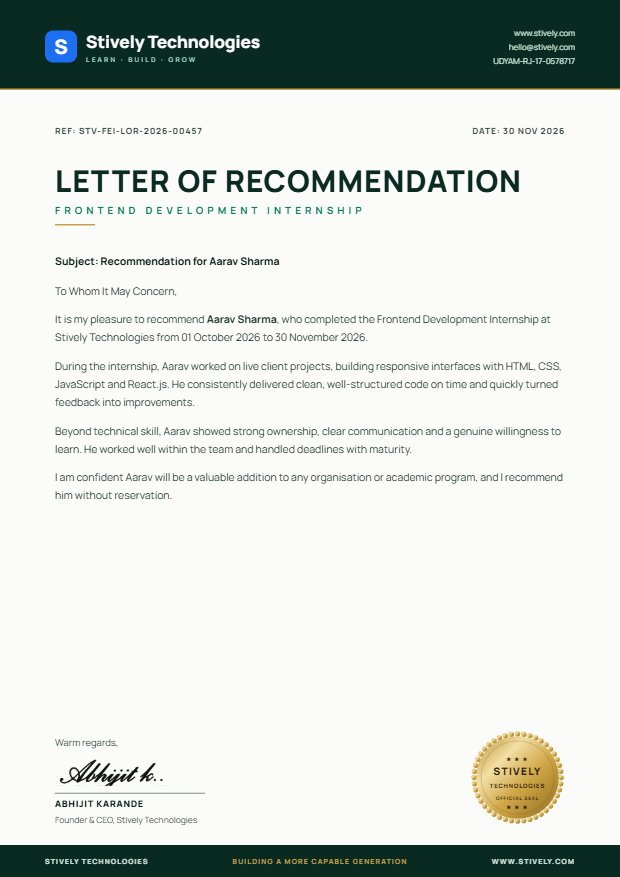 S
Stively Technologies
LEARN · BUILD · GROW
www.stively.com
hello@stively.com
UDYAM-RJ-17-0578717
REF: STV-FEI-LOR-2026-00457
DATE: 30 NOV 2026
LETTER OF RECOMMENDATION
FRONTEND DEVELOPMENT INTERNSHIP
Subject: Recommendation for Aarav Sharma
To Whom It May Concern,
It is my pleasure to recommend Aarav Sharma, who completed the Frontend Development Internship at
Stively Technologies from 01 October 2026 to 30 November 2026.
During the internship, Aarav worked on live client projects, building responsive interfaces with HTML, CSS,
JavaScript and React.js. He consistently delivered clean, well-structured code on time and quickly turned
feedback into improvements.
Beyond technical skill, Aarav showed strong ownership, clear communication and a genuine willingness to
learn. He worked well within the team and handled deadlines with maturity.
I am confident Aarav will be a valuable addition to any organisation or academic program, and I recommend
him without reservation.
Warm regards,
Abhijit k..
ABHIJIT KARANDE
Founder & CEO, Stively Technologies
★ ★ ★
STIVELY
TECHNOLOGIES
OFFICIAL SEAL
★ ★ ★
STIVELY TECHNOLOGIES
BUILDING A MORE CAPABLE GENERATION
WWW.STIVELY.COM